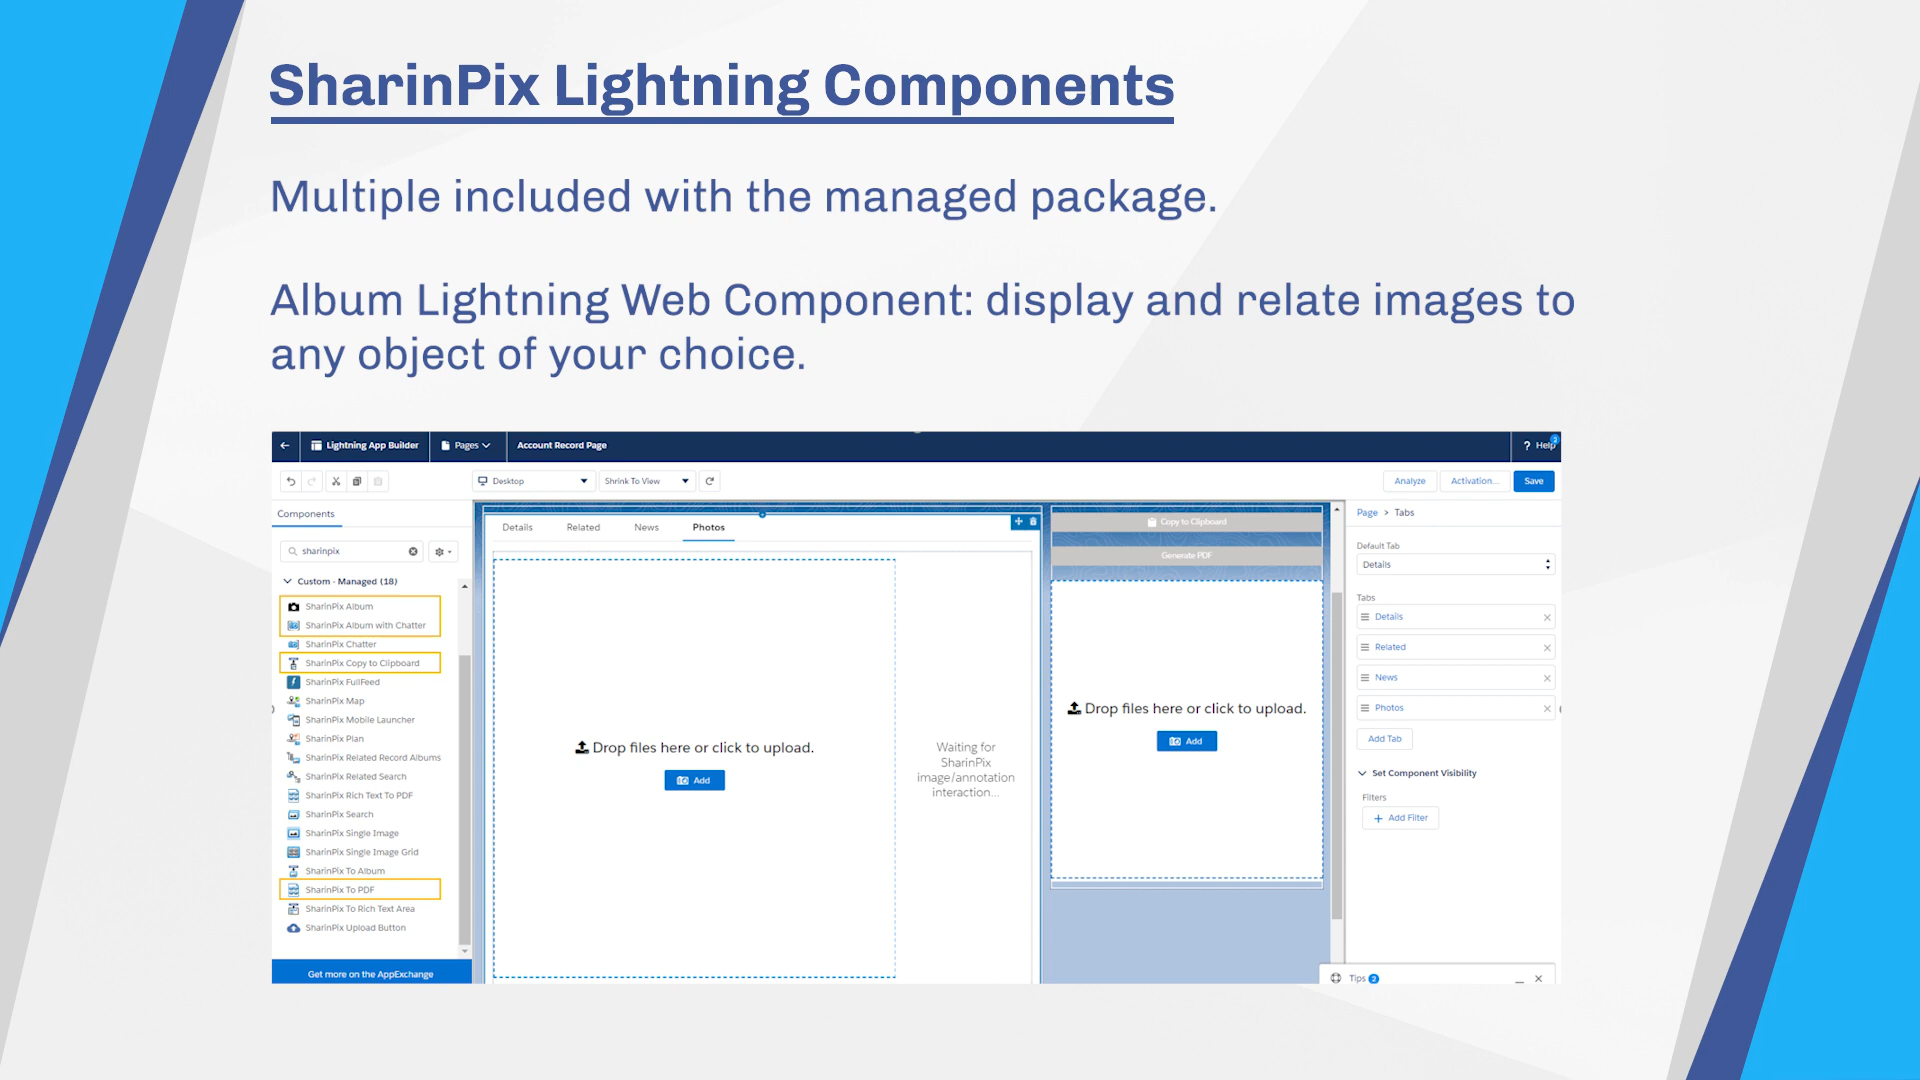 SharinPix Lightning Components
Multiple included with the managed package.
Album Lightning Web Component: display and relate images to
any object of your choice.
Lightning App Builder
Pages
Account Record Page
? Help
2
Desktop
Shrink To View
Analyze
Activation...
Save
Components
sharinpix
Custom - Managed (18)
SharinPix Album
SharinPix Album with Chatter
SharinPix Chatter
SharinPix Copy to Clipboard
SharinPix FullFeed
SharinPix Map
SharinPix Mobile Launcher
SharinPix Plan
SharinPix Related Record Albums
SharinPix Related Search
SharinPix Rich Text To PDF
SharinPix Search
SharinPix Single Image
SharinPix Single Image Grid
SharinPix To Album
SharinPix To PDF
SharinPix To Rich Text Area
SharinPix Upload Button
Get more on the AppExchange
Details
Related
News
Photos
Drop files here or click to upload.
Add
Waiting for
SharinPix
image/annotation
interaction...
Copy to Clipboard
Generate PDF
Drop files here or click to upload.
Add
Page > Tabs
Default Tab
Details
Tabs
Details
Related
News
Photos
Add Tab
Set Component Visibility
Filters
+ Add Filter
Tips 2